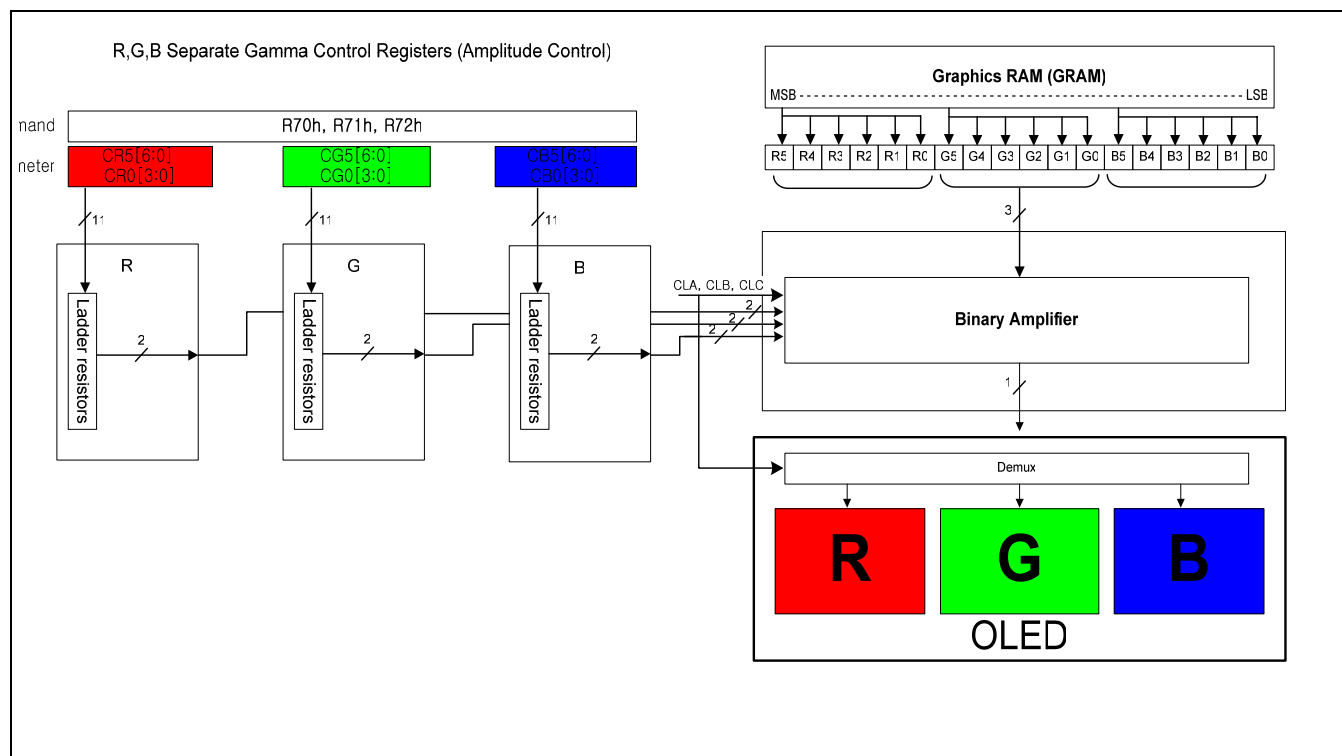 R,G,B Separate Gamma Control Registers (Amplitude Control)
Graphics RAM (GRAM)
MSB LSB
mand R70h, R71h, R72h
R5 R4 R3 R2 R1 R0 G5 G4 G3 G2 G1 G0 B5 B4 B3 B2 B1 B0
neter CR5[6:0] CG5[6:0] CB5[6:0]
CR0[3:0] CG0[3:0] CB0[3:0]
11 11 11 3
R G B
CLA, CLB, CLC
Ladder resistors Ladder resistors Ladder resistors
2 2 2
Binary Amplifier
2 2 2
1
Demux
R G B
OLED